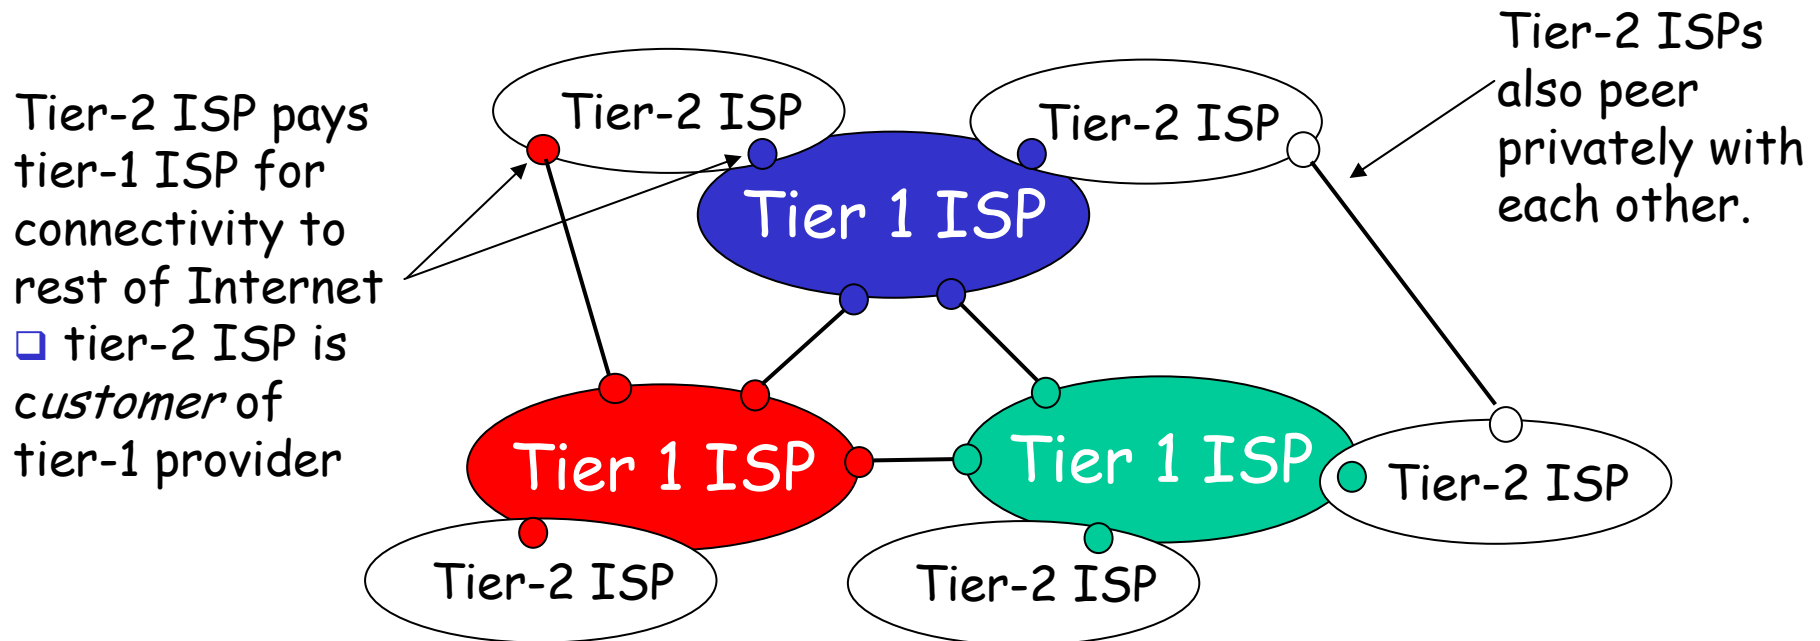 Tier-2 ISP pays
tier-1 ISP for
connectivity to
rest of Internet
❑ tier-2 ISP is
customer of
tier-1 provider
Tier-2 ISP
Tier-2 ISP
Tier-2 ISPs
also peer
privately with
each other.
Tier 1 ISP
Tier 1 ISP
Tier 1 ISP
Tier-2 ISP
Tier-2 ISP
Tier-2 ISP